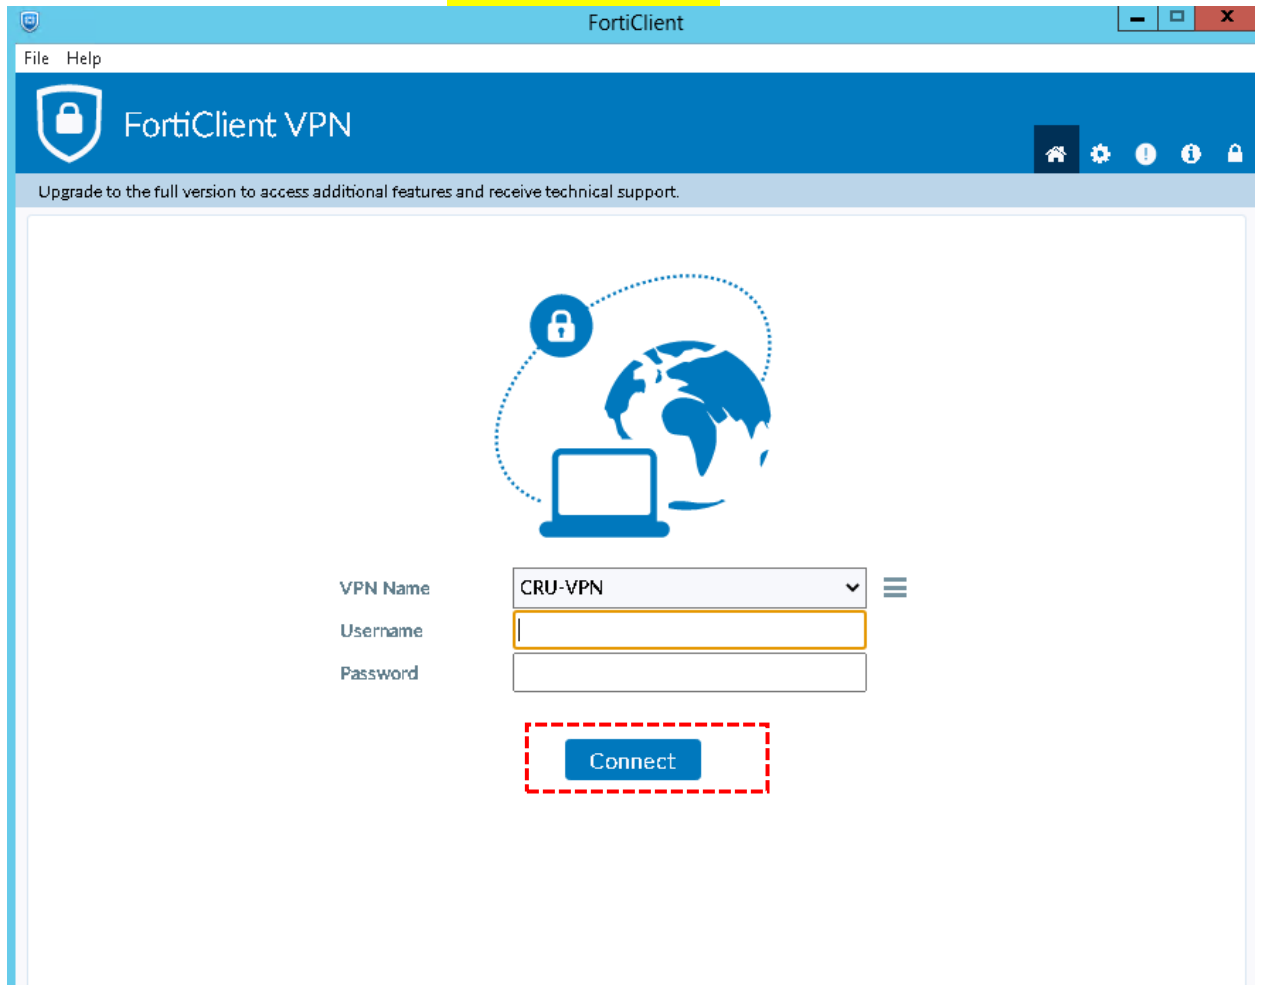 FortiClient
File Help
FortiClient VPN
Upgrade to the full version to access additional features and receive technical support.
VPN Name CRU-VPN
Username
Password
Connect